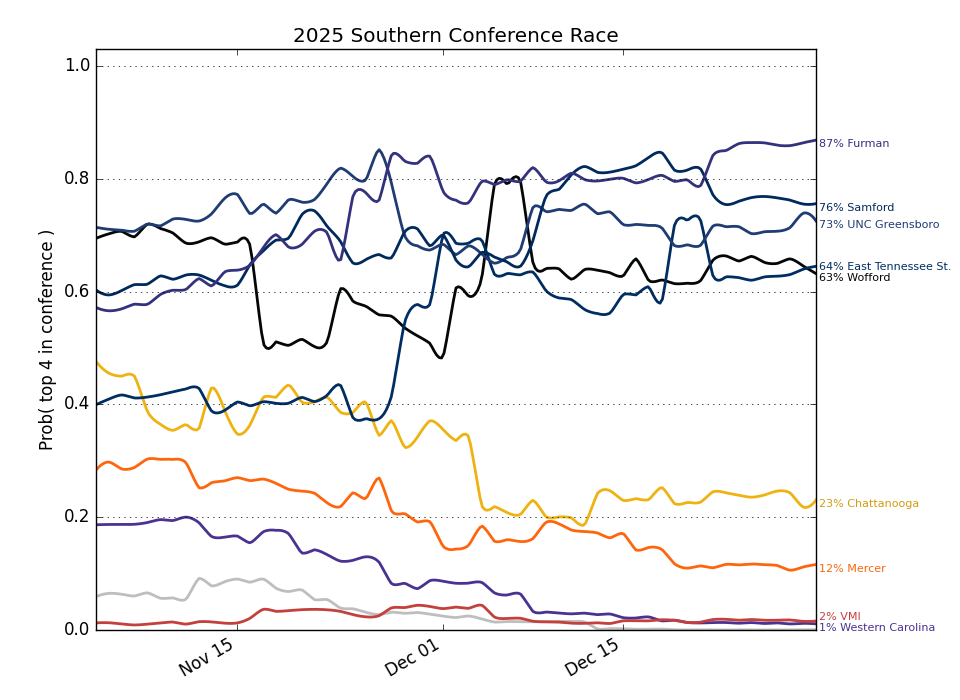 2025 Southern Conference Race
Prob( top 4 in conference )
1.0
0.8
0.6
0.4
0.2
0.0
Nov 15
Dec 01
Dec 15
87% Furman
76% Samford
73% UNC Greensboro
64% East Tennessee St.
63% Wofford
23% Chattanooga
12% Mercer
2% VMI
1% Western Carolina